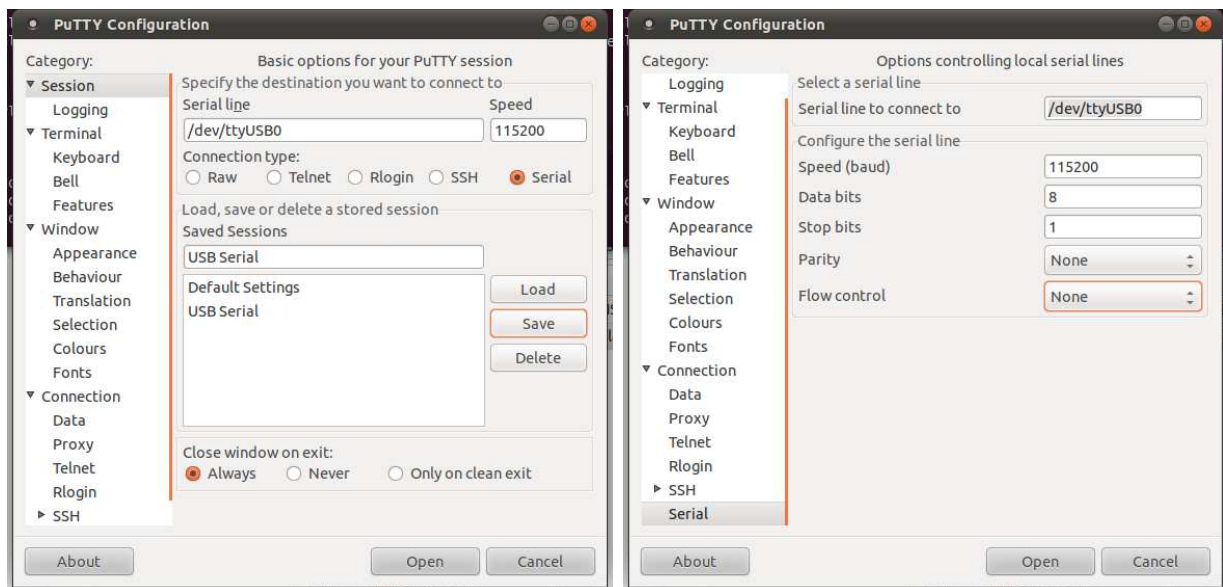 PuTTY Configuration
Category:
Session
Logging
Terminal
Keyboard
Bell
Features
Window
Appearance
Behaviour
Translation
Selection
Colours
Fonts
Connection
Data
Proxy
Telnet
Rlogin
SSH
Basic options for your PuTTY session
Specify the destination you want to connect to
Serial line Speed
/dev/ttyUSB0 115200
Connection type:
Raw Telnet Rlogin SSH Serial
Load, save or delete a stored session
Saved Sessions
USB Serial
Default Settings
USB Serial
Load
Save
Delete
Close window on exit:
Always Never Only on clean exit
About Open Cancel
PuTTY Configuration
Category:
Logging
Terminal
Keyboard
Bell
Features
Window
Appearance
Behaviour
Translation
Selection
Colours
Fonts
Connection
Data
Proxy
Telnet
Rlogin
SSH
Serial
Options controlling local serial lines
Select a serial line
Serial line to connect to /dev/ttyUSB0
Configure the serial line
Speed (baud) 115200
Data bits 8
Stop bits 1
Parity None
Flow control None
About Open Cancel